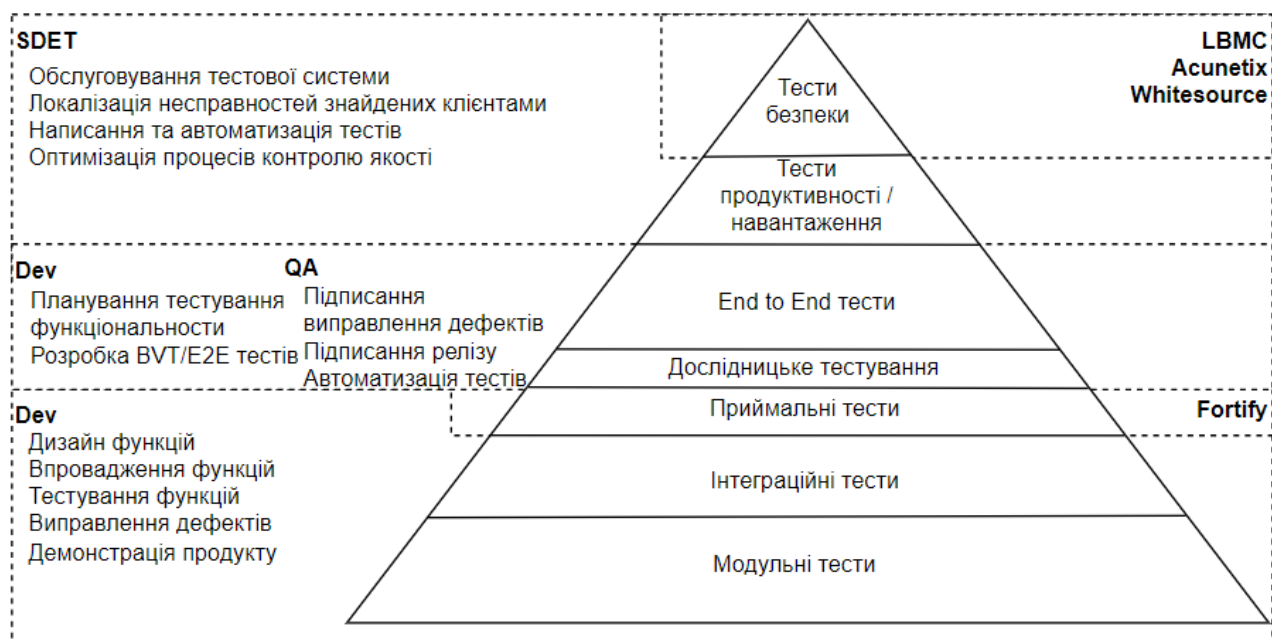 SDET
Обслуговування тестової системи
Локалізація несправностей знайдених клієнтами
Написання та автоматизація тестів
Оптимізація процесів контролю якості
LBMC
Acunetix
Whitesource
Тести
безпеки
Тести
продуктивності /
навантаження
Dev
Планування тестування
функціональности
Розробка BVT/E2E тестів
QA
Підписання
виправлення дефектів
Підписання релізу
Автоматизація тестів
End to End тести
Дослідницьке тестування
Dev
Дизайн функцій
Впровадження функцій
Тестування функцій
Виправлення дефектів
Демонстрація продукту
Приймальні тести
Fortify
Інтеграційні тести
Модульні тести